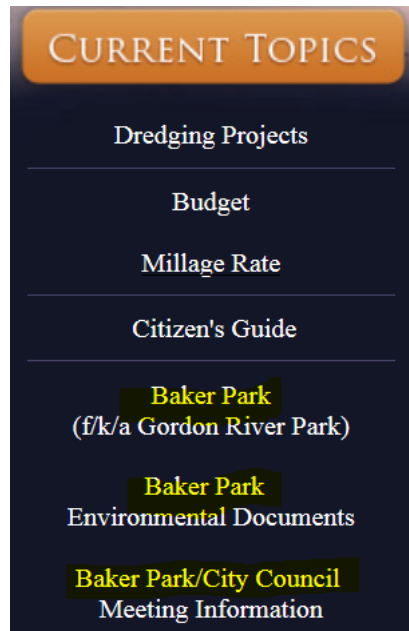 CURRENT TOPICS
Dredging Projects
Budget
Millage Rate
Citizen's Guide
Baker Park
(f/k/a Gordon River Park)
Baker Park
Environmental Documents
Baker Park/City Council
Meeting Information